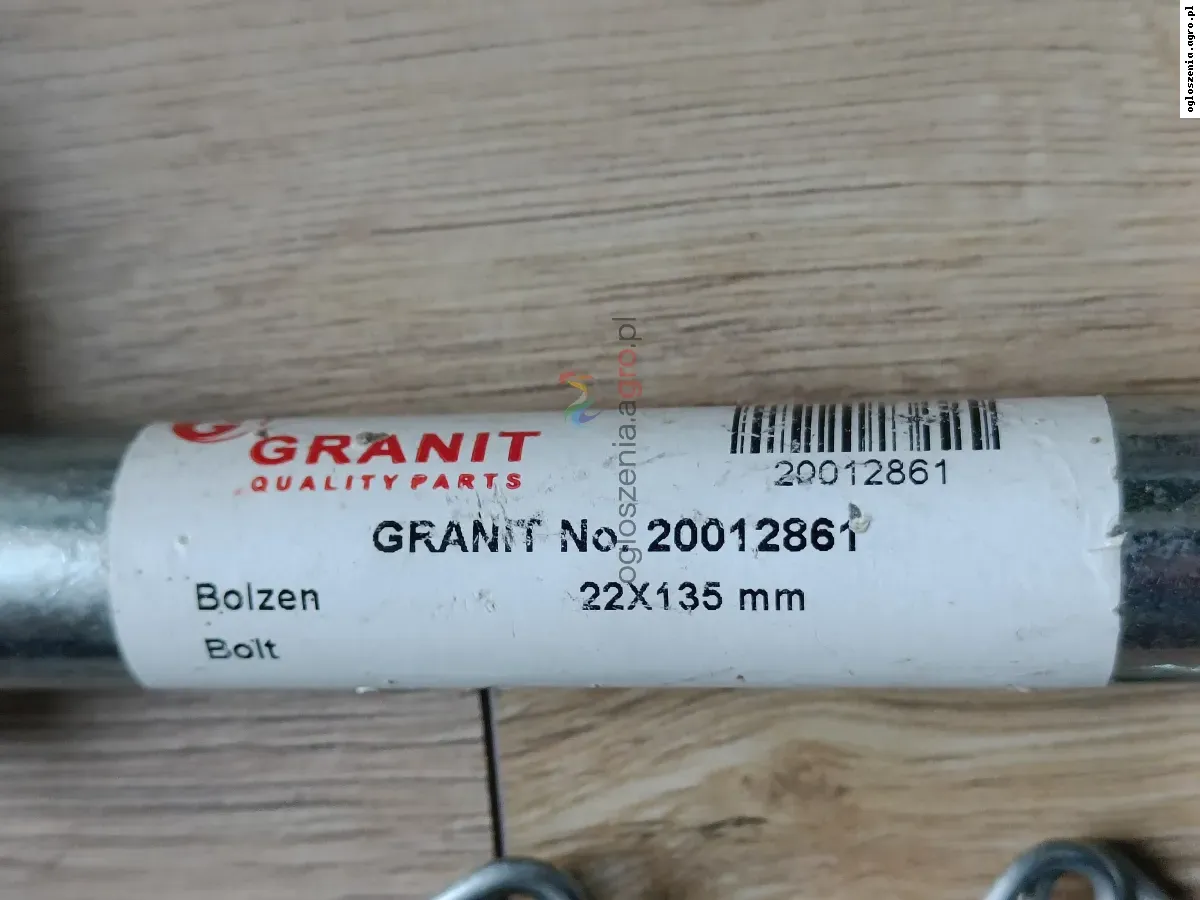 ogloszenia.agro.pl
ogloszenia.agro.pl
GRANIT
QUALITY PARTS
20012861
GRANIT No. 20012861
Bolzen 22X135 mm
Bolt